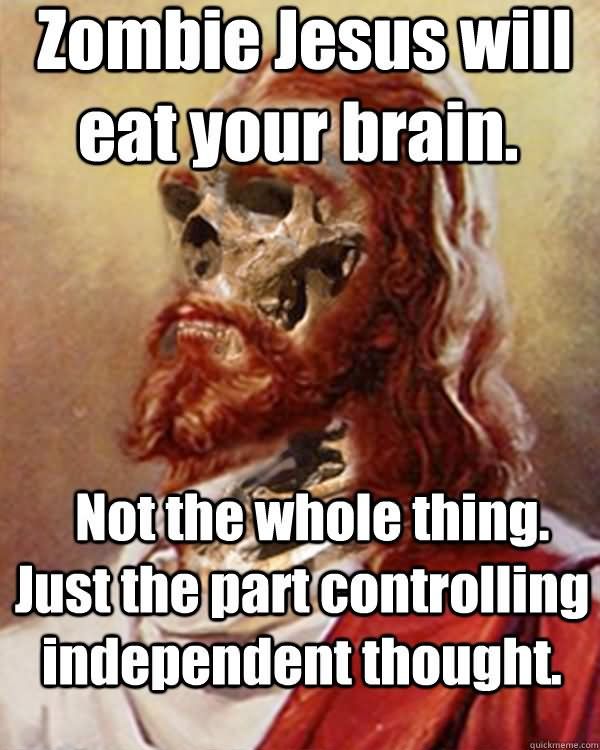 Zombie Jesus will
eat your brain.
Not the whole thing.
Just the part controlling
independent thought.
quickmeme.com